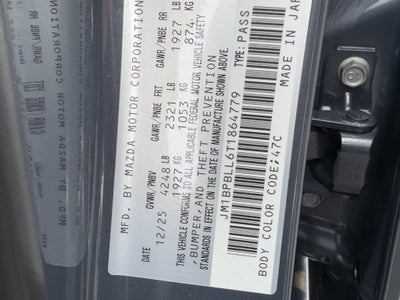 MFD. BY MAZDA MOTOR CORPORATION MADE IN JAP
12/25 GVWR/PNBV GAWR/PNBE FRT GAWR/PNBE RR
4248 LB 2321 LB 1927 LB
1927 KG 1053 KG 874 KG
THIS VEHICLE CONFORMS TO ALL APPLICABLE FEDERAL MOTOR VEHICLE SAFETY
,BUMPER,AND THEFT PREVENTION
STANDARDS IN EFFECT ON THE DATE OF MANUFACTURE SHOWN ABOVE.
JM1BPBLL6T1864779 TYPE:PASS
BODY COLOR CODE;47C